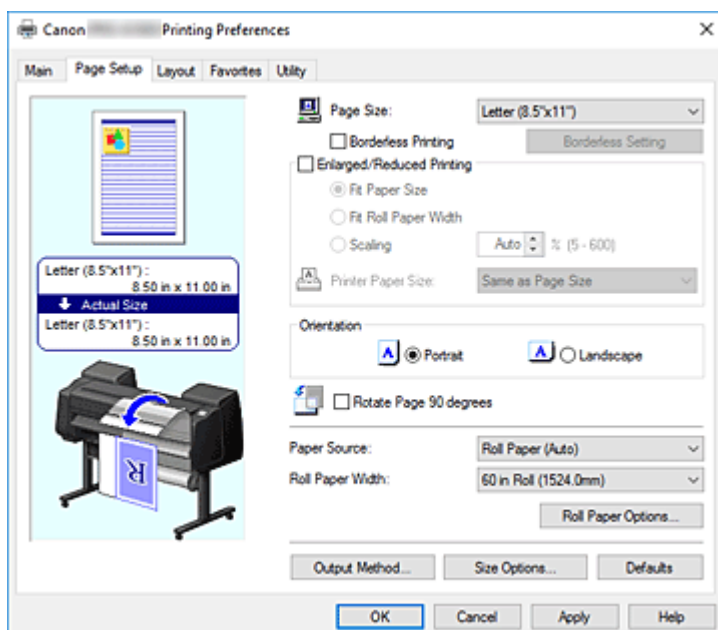 Canon Printing Preferences
Main Page Setup Layout Favorites Utility
Page Size: Letter (8.5"x11")
Borderless Printing Borderless Setting
Enlarged/Reduced Printing
Fit Paper Size
Fit Roll Paper Width
Scaling Auto % (5 - 600)
Printer Paper Size: Same as Page Size
Letter (8.5"x11") :
8.50 in x 11.00 in
Actual Size
Letter (8.5"x11") :
8.50 in x 11.00 in
Orientation
A Portrait A Landscape
Rotate Page 90 degrees
R
Paper Source: Roll Paper (Auto)
Roll Paper Width: 60 in Roll (1524.0mm)
Roll Paper Options...
Output Method... Size Options... Defaults
OK Cancel Apply Help